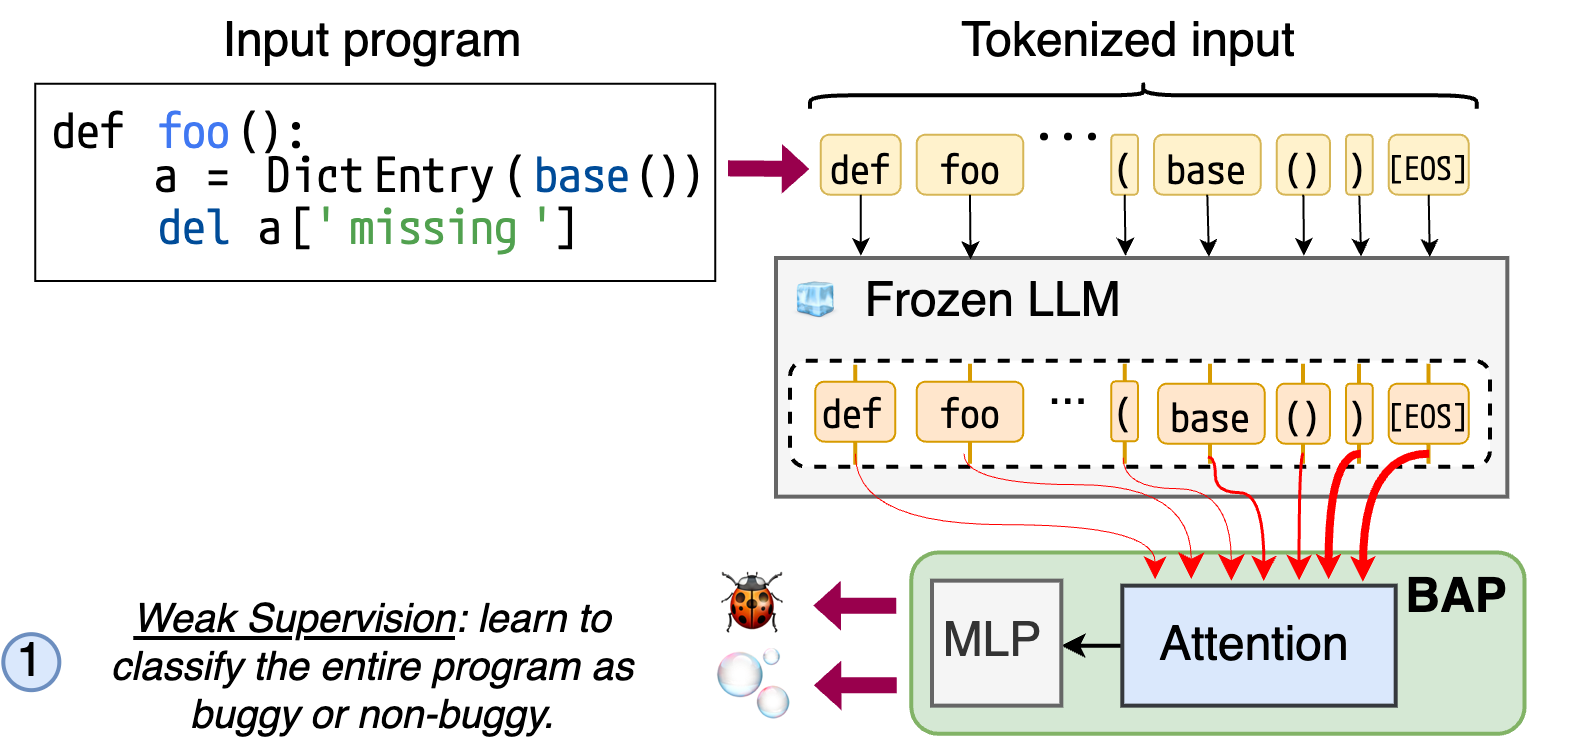 Input program
Tokenized input
def foo():
a = DictEntry(base())
del a['missing']
def foo ... ( base () ) [EOS]
Frozen LLM
def foo ... ( base () ) [EOS]
BAP
MLP
Attention
1
Weak Supervision: learn to
classify the entire program as
buggy or non-buggy.